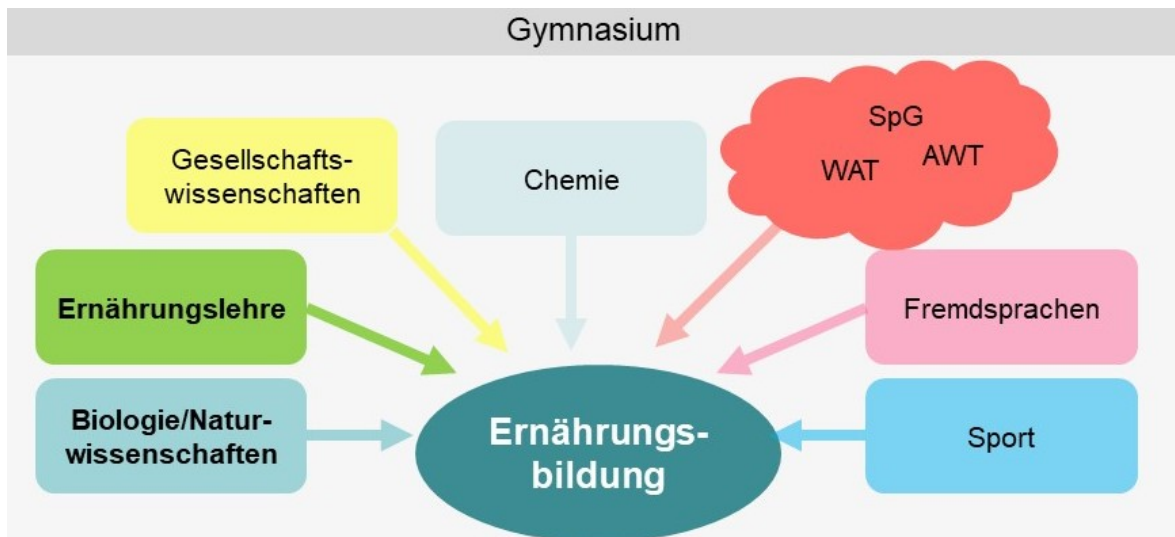 Gymnasium
SpG
WAT AWT
Gesellschafts-
wissenschaften
Chemie
Ernährungslehre
Fremdsprachen
Biologie/Natur-
wissenschaften
Sport
Ernährungs-
bildung